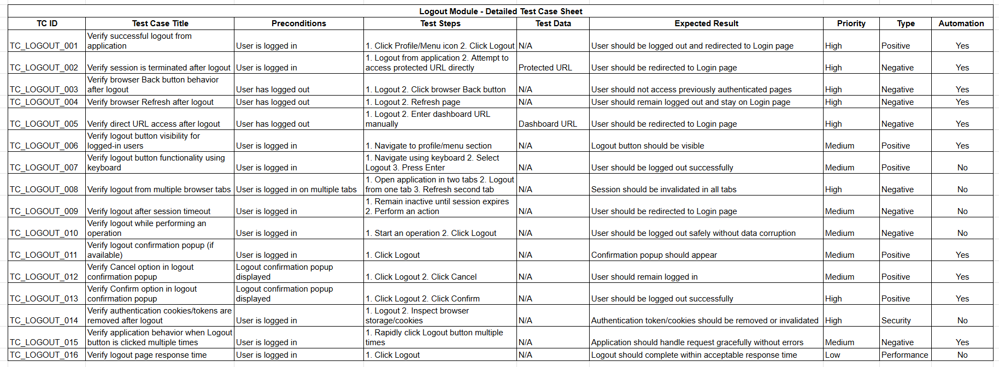 Logout Module - Detailed Test Case Sheet
TC ID Test Case Title Preconditions Test Steps Test Data Expected Result Priority Type Automation
TC_LOGOUT_001 Verify successful logout from application User is logged in 1. Click Profile/Menu icon 2. Click Logout N/A User should be logged out and redirected to Login page High Positive Yes
TC_LOGOUT_002 Verify session is terminated after logout User is logged in 1. Logout from application 2. Attempt to access protected URL directly Protected URL User should be redirected to Login page High Negative Yes
TC_LOGOUT_003 Verify browser Back button behavior after logout User has logged out 1. Logout 2. Click browser Back button N/A User should not access previously authenticated pages High Negative Yes
TC_LOGOUT_004 Verify browser Refresh after logout User has logged out 1. Logout 2. Refresh page N/A User should remain logged out and stay on Login page High Negative Yes
TC_LOGOUT_005 Verify direct URL access after logout User has logged out 1. Logout 2. Enter dashboard URL manually Dashboard URL User should be redirected to Login page High Negative Yes
TC_LOGOUT_006 Verify logout button visibility for logged-in users User is logged in 1. Navigate to profile/menu section N/A Logout button should be visible Medium Positive Yes
TC_LOGOUT_007 Verify logout button functionality using keyboard User is logged in 1. Navigate using keyboard 2. Select Logout 3. Press Enter N/A User should be logged out successfully Medium Positive No
TC_LOGOUT_008 Verify logout from multiple browser tabs User is logged in on multiple tabs 1. Open application in two tabs 2. Logout from one tab 3. Refresh second tab N/A Session should be invalidated in all tabs High Negative No
TC_LOGOUT_009 Verify logout after session timeout User is logged in 1. Remain inactive until session expires 2. Perform an action N/A User should be redirected to Login page Medium Negative No
TC_LOGOUT_010 Verify logout while performing an operation User is logged in 1. Start an operation 2. Click Logout N/A User should be logged out safely without data corruption Medium Negative No
TC_LOGOUT_011 Verify logout confirmation popup (if available) User is logged in 1. Click Logout N/A Confirmation popup should appear Medium Positive Yes
TC_LOGOUT_012 Verify Cancel option in logout confirmation popup Logout confirmation popup displayed 1. Click Logout 2. Click Cancel N/A User should remain logged in Medium Positive Yes
TC_LOGOUT_013 Verify Confirm option in logout confirmation popup Logout confirmation popup displayed 1. Click Logout 2. Click Confirm N/A User should be logged out successfully High Positive Yes
TC_LOGOUT_014 Verify authentication cookies/tokens are removed after logout User is logged in 1. Logout 2. Inspect browser storage/cookies N/A Authentication token/cookies should be removed or invalidated High Security No
TC_LOGOUT_015 Verify application behavior when Logout button is clicked multiple times User is logged in 1. Rapidly click Logout button multiple times N/A Application should handle request gracefully without errors Medium Negative Yes
TC_LOGOUT_016 Verify logout page response time User is logged in 1. Click Logout N/A Logout should complete within acceptable response time Low Performance No